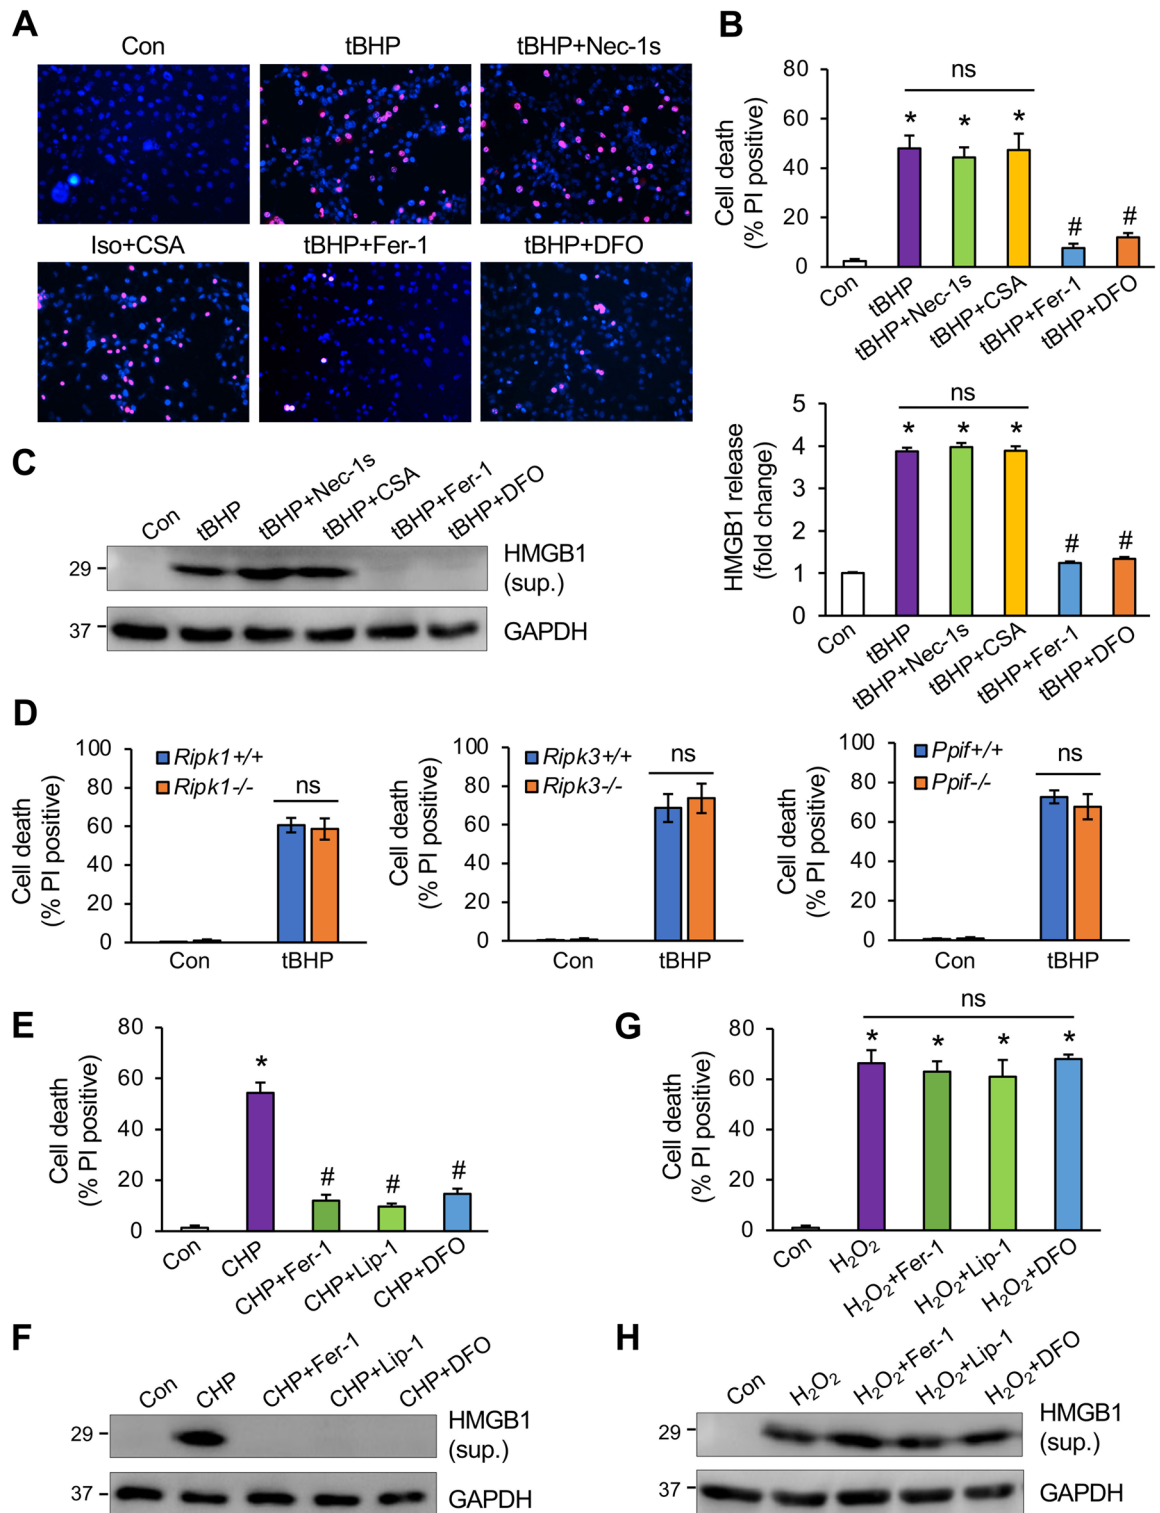 A
Con
tBHP
tBHP+Nec-1s
Iso+CSA
tBHP+Fer-1
tBHP+DFO
B
Cell death
(% PI positive)
80
60
40
20
0
ns
*
*
*
#
#
Con
tBHP
tBHP+Nec-1s
tBHP+CSA
tBHP+Fer-1
tBHP+DFO
HMGB1 release
(fold change)
5
4
3
2
1
0
ns
*
*
*
#
#
Con
tBHP
tBHP+Nec-1s
tBHP+CSA
tBHP+Fer-1
tBHP+DFO
C
Con
tBHP
tBHP+Nec-1s
tBHP+CSA
tBHP+Fer-1
tBHP+DFO
29
HMGB1
(sup.)
37
GAPDH
D
Cell death
(% PI positive)
100
80
60
40
20
0
Ripk1+/+
Ripk1-/-
ns
Con
tBHP
Cell death
(% PI positive)
100
80
60
40
20
0
Ripk3+/+
Ripk3-/-
ns
Con
tBHP
Cell death
(% PI positive)
100
80
60
40
20
0
Ppif+/+
Ppif-/-
ns
Con
tBHP
E
Cell death
(% PI positive)
80
60
40
20
0
*
#
#
#
Con
CHP
CHP+Fer-1
CHP+Lip-1
CHP+DFO
G
Cell death
(% PI positive)
80
60
40
20
0
ns
*
*
*
*
Con
H₂O₂
H₂O₂+Fer-1
H₂O₂+Lip-1
H₂O₂+DFO
F
Con
CHP
CHP+Fer-1
CHP+Lip-1
CHP+DFO
29
HMGB1
(sup.)
37
GAPDH
H
Con
H₂O₂
H₂O₂+Fer-1
H₂O₂+Lip-1
H₂O₂+DFO
29
HMGB1
(sup.)
37
GAPDH